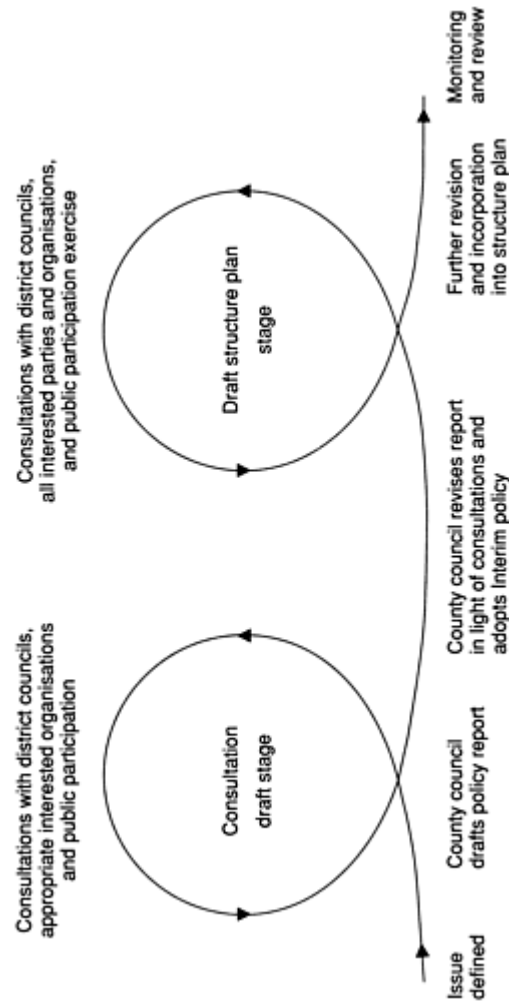 Consultations with district councils,
appropriate interested organisations
and public participation
Consultations with district councils,
all interested parties and organisations,
and public participation exercise
Consultation
draft stage
Draft structure plan
stage
Issue
defined
County council
drafts policy report
County council revises report
in light of consultations and
adopts Interim policy
Further revision
and incorporation
into structure plan
Monitoring
and review